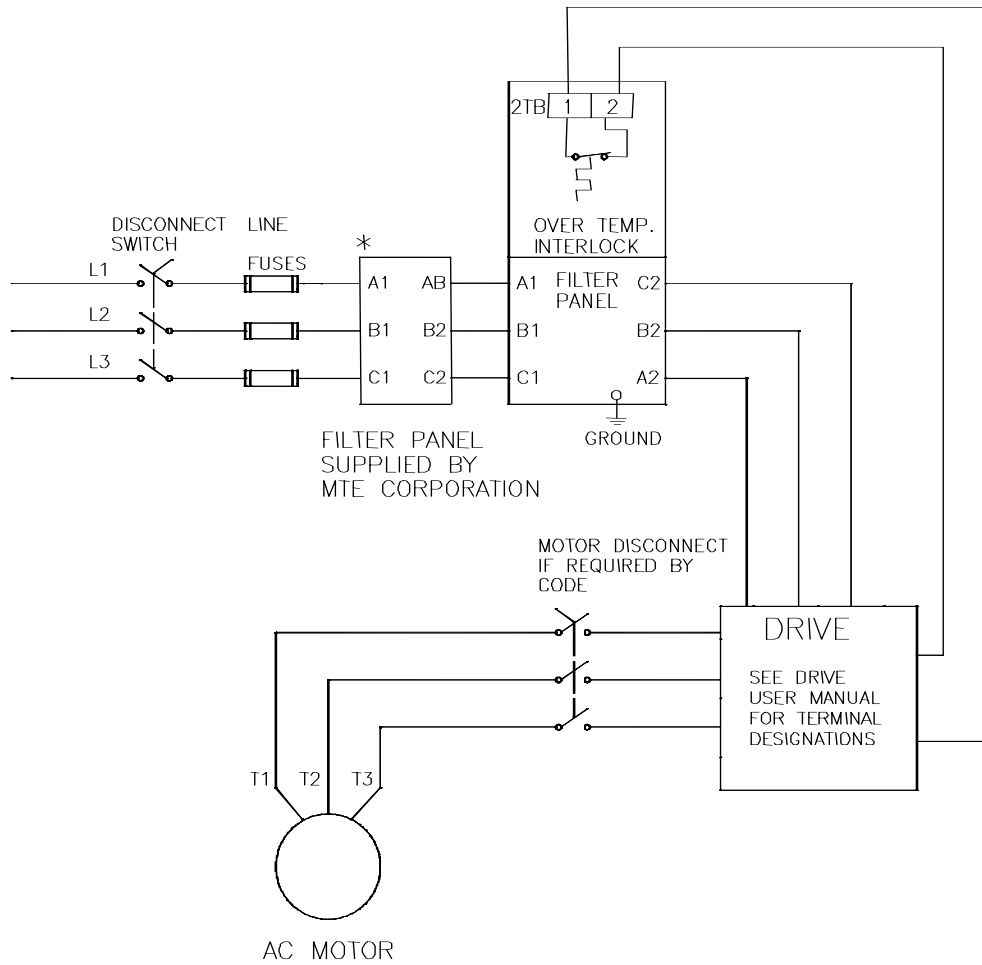 2TB 1 2
OVER TEMP.
INTERLOCK
DISCONNECT LINE
SWITCH
FUSES
*
L1
L2
L3
A1 AB
B1 B2
C1 C2
A1 FILTER C2
PANEL
B1 B2
C1 A2
GROUND
FILTER PANEL
SUPPLIED BY
MTE CORPORATION
MOTOR DISCONNECT
IF REQUIRED BY
CODE
DRIVE
SEE DRIVE
USER MANUAL
FOR TERMINAL
DESIGNATIONS
T1 T2 T3
AC MOTOR